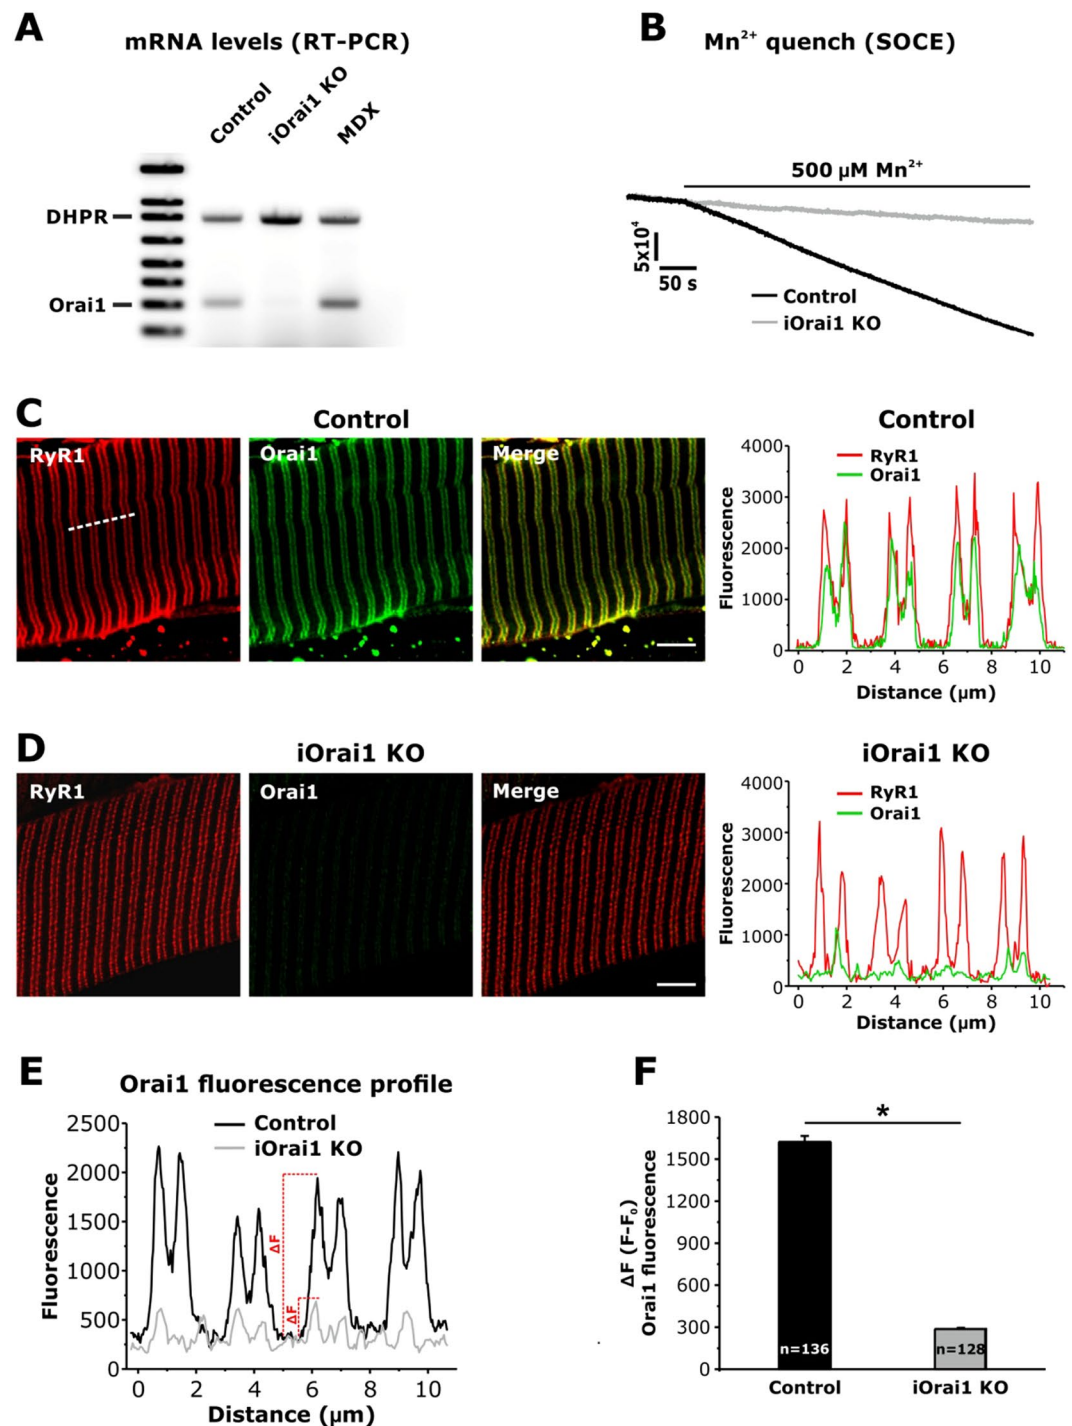 A
mRNA levels (RT-PCR)
Control
iOrai1 KO
MDX
DHPR
Orai1
B
Mn²⁺ quench (SOCE)
500 µM Mn²⁺
5x10⁴
50 s
Control
iOrai1 KO
C
Control
RyR1
Orai1
Merge
Control
RyR1
Orai1
Fluorescence
4000
3000
2000
1000
0
0 2 4 6 8 10
Distance (µm)
D
iOrai1 KO
RyR1
Orai1
Merge
iOrai1 KO
RyR1
Orai1
Fluorescence
4000
3000
2000
1000
0
0 2 4 6 8 10
Distance (µm)
E
Orai1 fluorescence profile
Control
iOrai1 KO
Fluorescence
2500
2000
1500
1000
500
0
ΔF
ΔF
0 2 4 6 8 10
Distance (µm)
F
ΔF (F-F₀)
Orai1 fluorescence
1800
1500
1200
900
600
300
0
*
n=136
n=128
Control iOrai1 KO